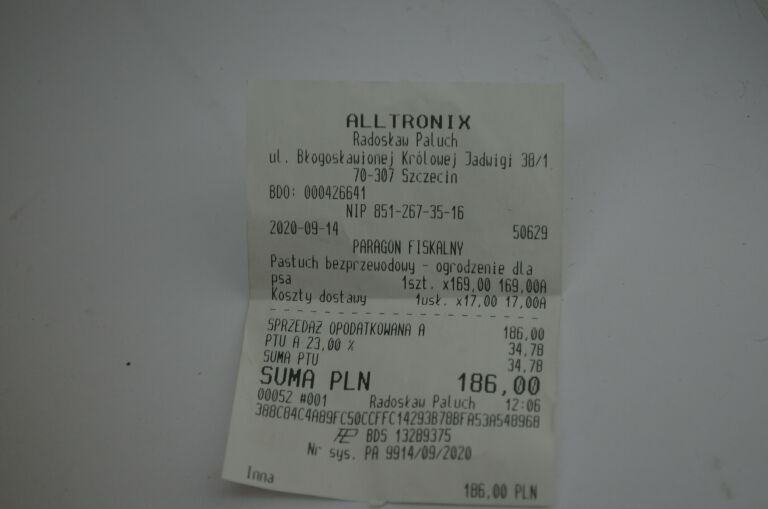 ALLTRONIX
Radosław Paluch
ul. Błogosławionej Królowej Jadwigi 38/1
70-307 Szczecin
BDO: 000426641
NIP 851-267-35-16
2020-09-14 50629
PARAGON FISKALNY
Pastuch bezprzewodowy - ogrodzenie dla
psa 1szt. x169,00 169,00A
Koszty dostawy 1usł. x17,00 17,00A
SPRZEDAŻ OPODATKOWANA A 186,00
PTU A 23,00 % 34,78
SUMA PTU 34,78
SUMA PLN 186,00
00052 #001 Radosław Paluch 12:06
388C84C4A89FC50CCFFC14293B78BFA53A548968
BDS 13289375
Nr sys. PA 9914/09/2020
Inna
186,00 PLN